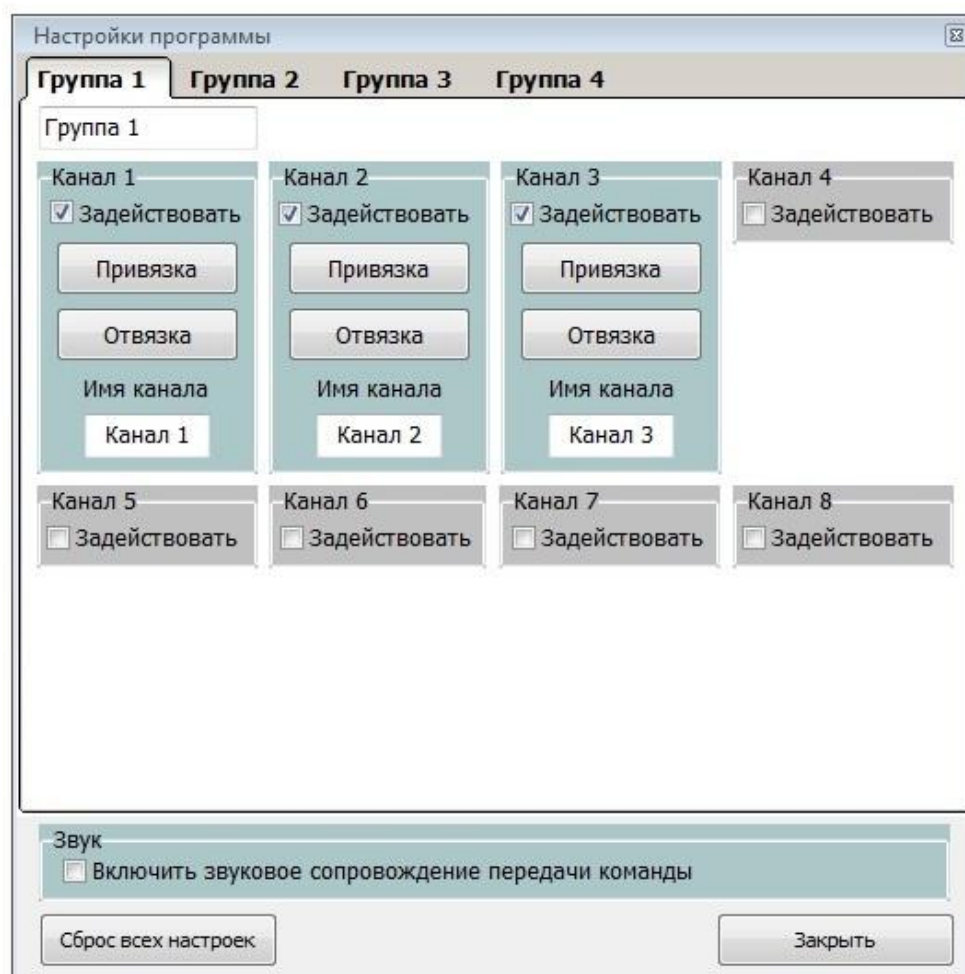 Настройки программы
Группа 1 Группа 2 Группа 3 Группа 4
Группа 1
Канал 1 Канал 2 Канал 3 Канал 4
Задействовать Задействовать Задействовать Задействовать
Привязка Привязка Привязка
Отвязка Отвязка Отвязка
Имя канала Имя канала Имя канала
Канал 1 Канал 2 Канал 3
Канал 5 Канал 6 Канал 7 Канал 8
Задействовать Задействовать Задействовать Задействовать
Звук
Включить звуковое сопровождение передачи команды
Сброс всех настроек Закрыть